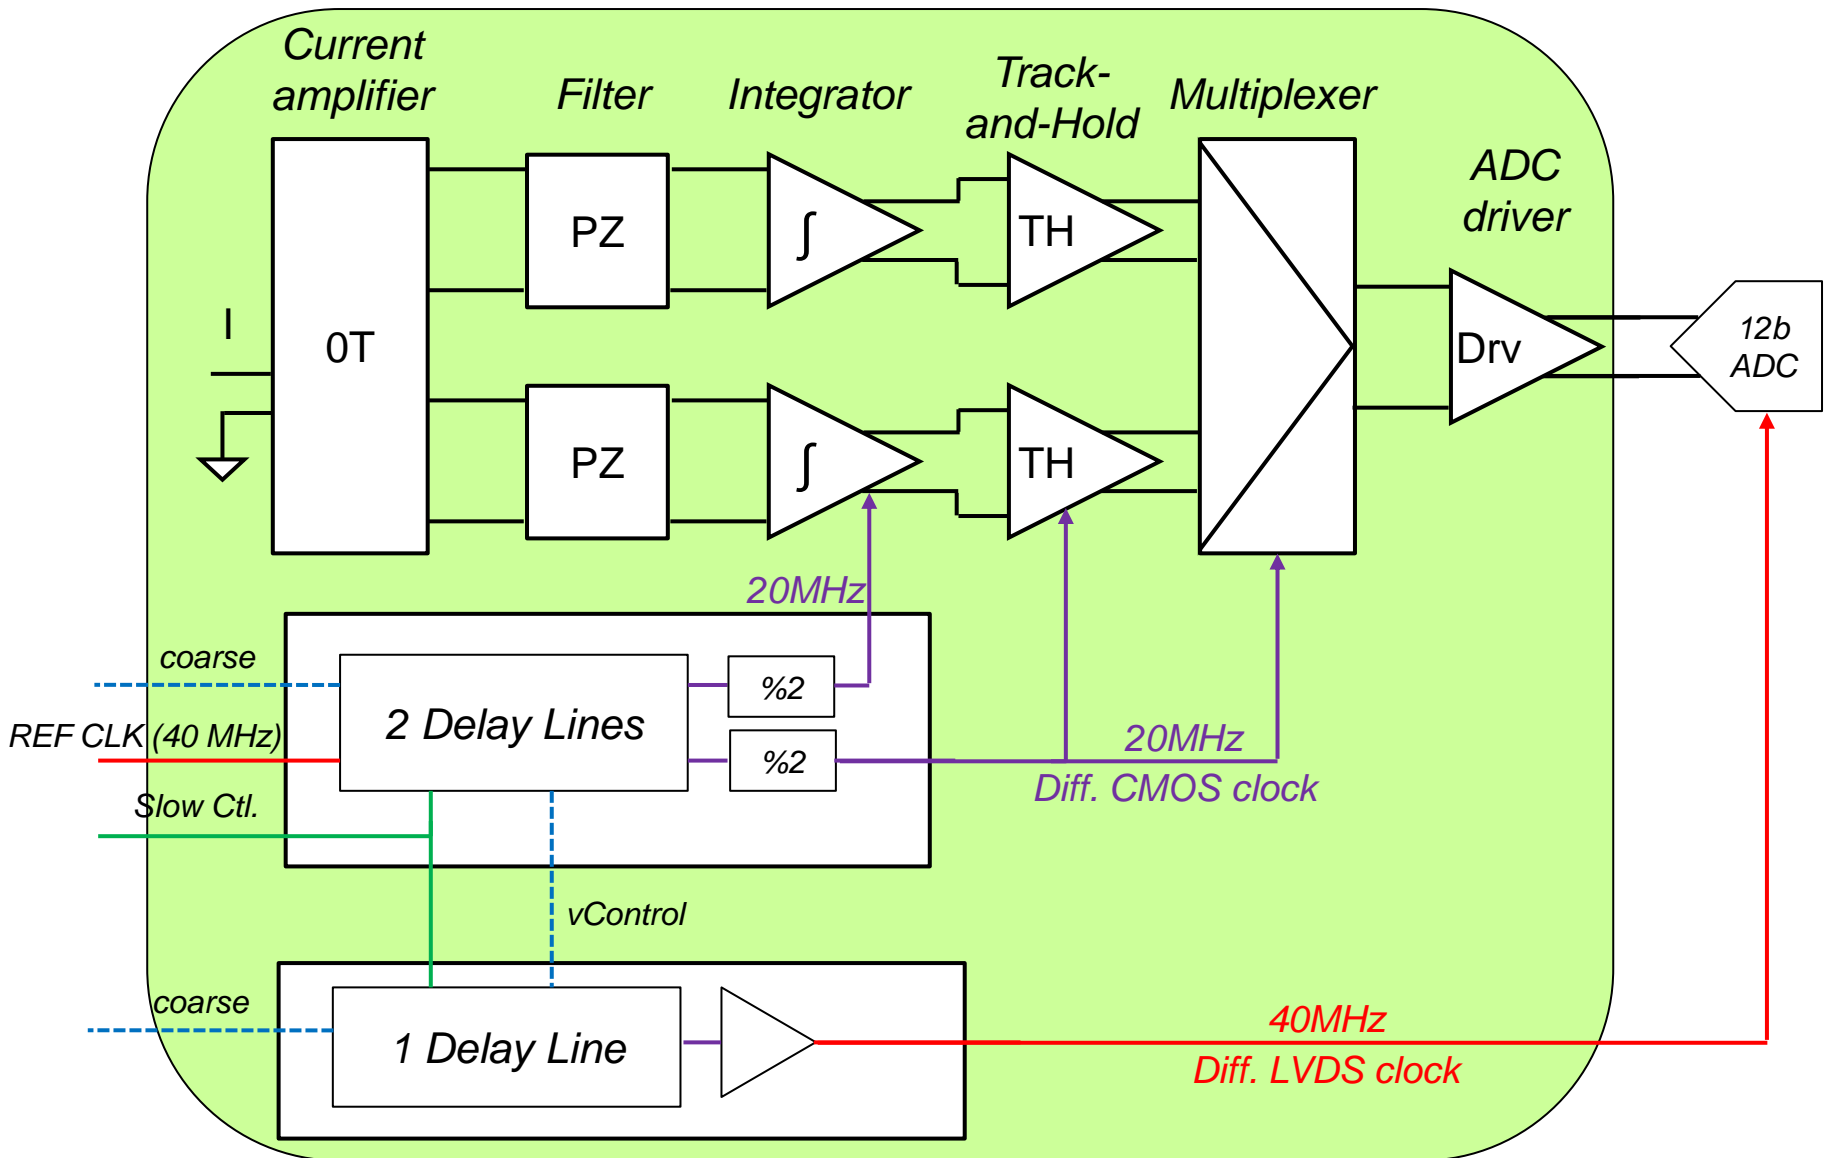 Current
amplifier
Filter
Integrator
Track-
and-Hold
Multiplexer
ADC
driver
I
0T
PZ
∫
TH
Drv
12b
ADC
PZ
∫
TH
20MHz
coarse
2 Delay Lines
%2
REF CLK (40 MHz)
%2
20MHz
Diff. CMOS clock
Slow Ctl.
vControl
coarse
1 Delay Line
40MHz
Diff. LVDS clock